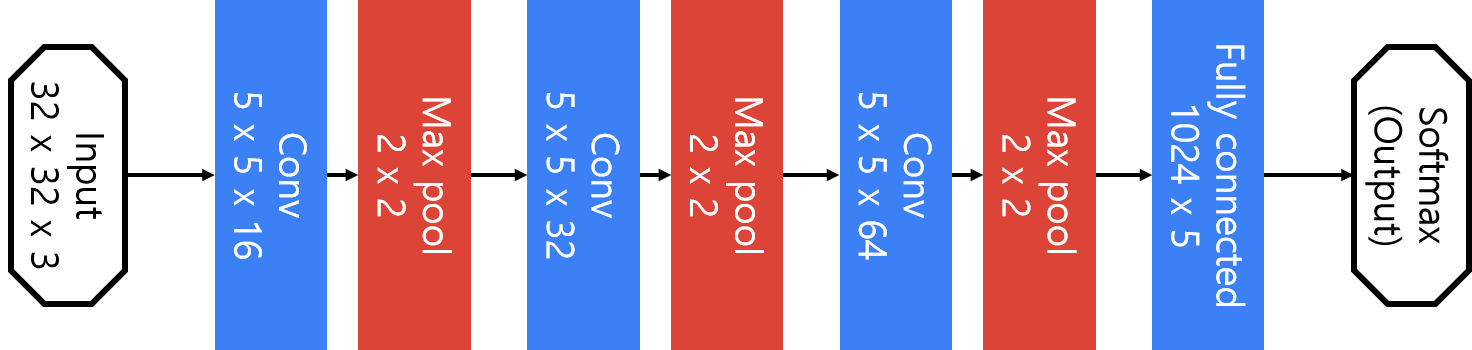 Input
32 x 32 x 3
Conv
5 x 5 x 16
Max pool
2 x 2
Conv
5 x 5 x 32
Max pool
2 x 2
Conv
5 x 5 x 64
Max pool
2 x 2
Fully connected
1024 x 5
Softmax
(Output)